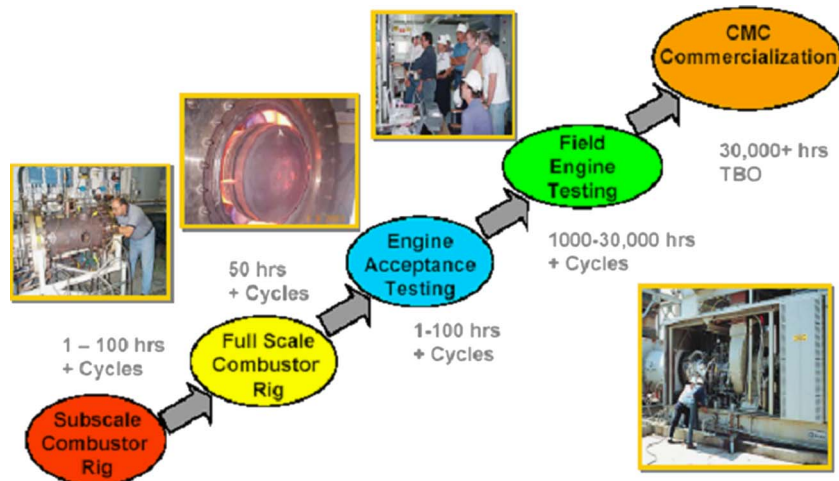 CMC
Commercialization
30,000+ hrs
TBO
Field
Engine
Testing
1000-30,000 hrs
+ Cycles
Engine
Acceptance
Testing
1-100 hrs
+ Cycles
50 hrs
+ Cycles
Full Scale
Combustor
Rig
1 – 100 hrs
+ Cycles
Subscale
Combustor
Rig